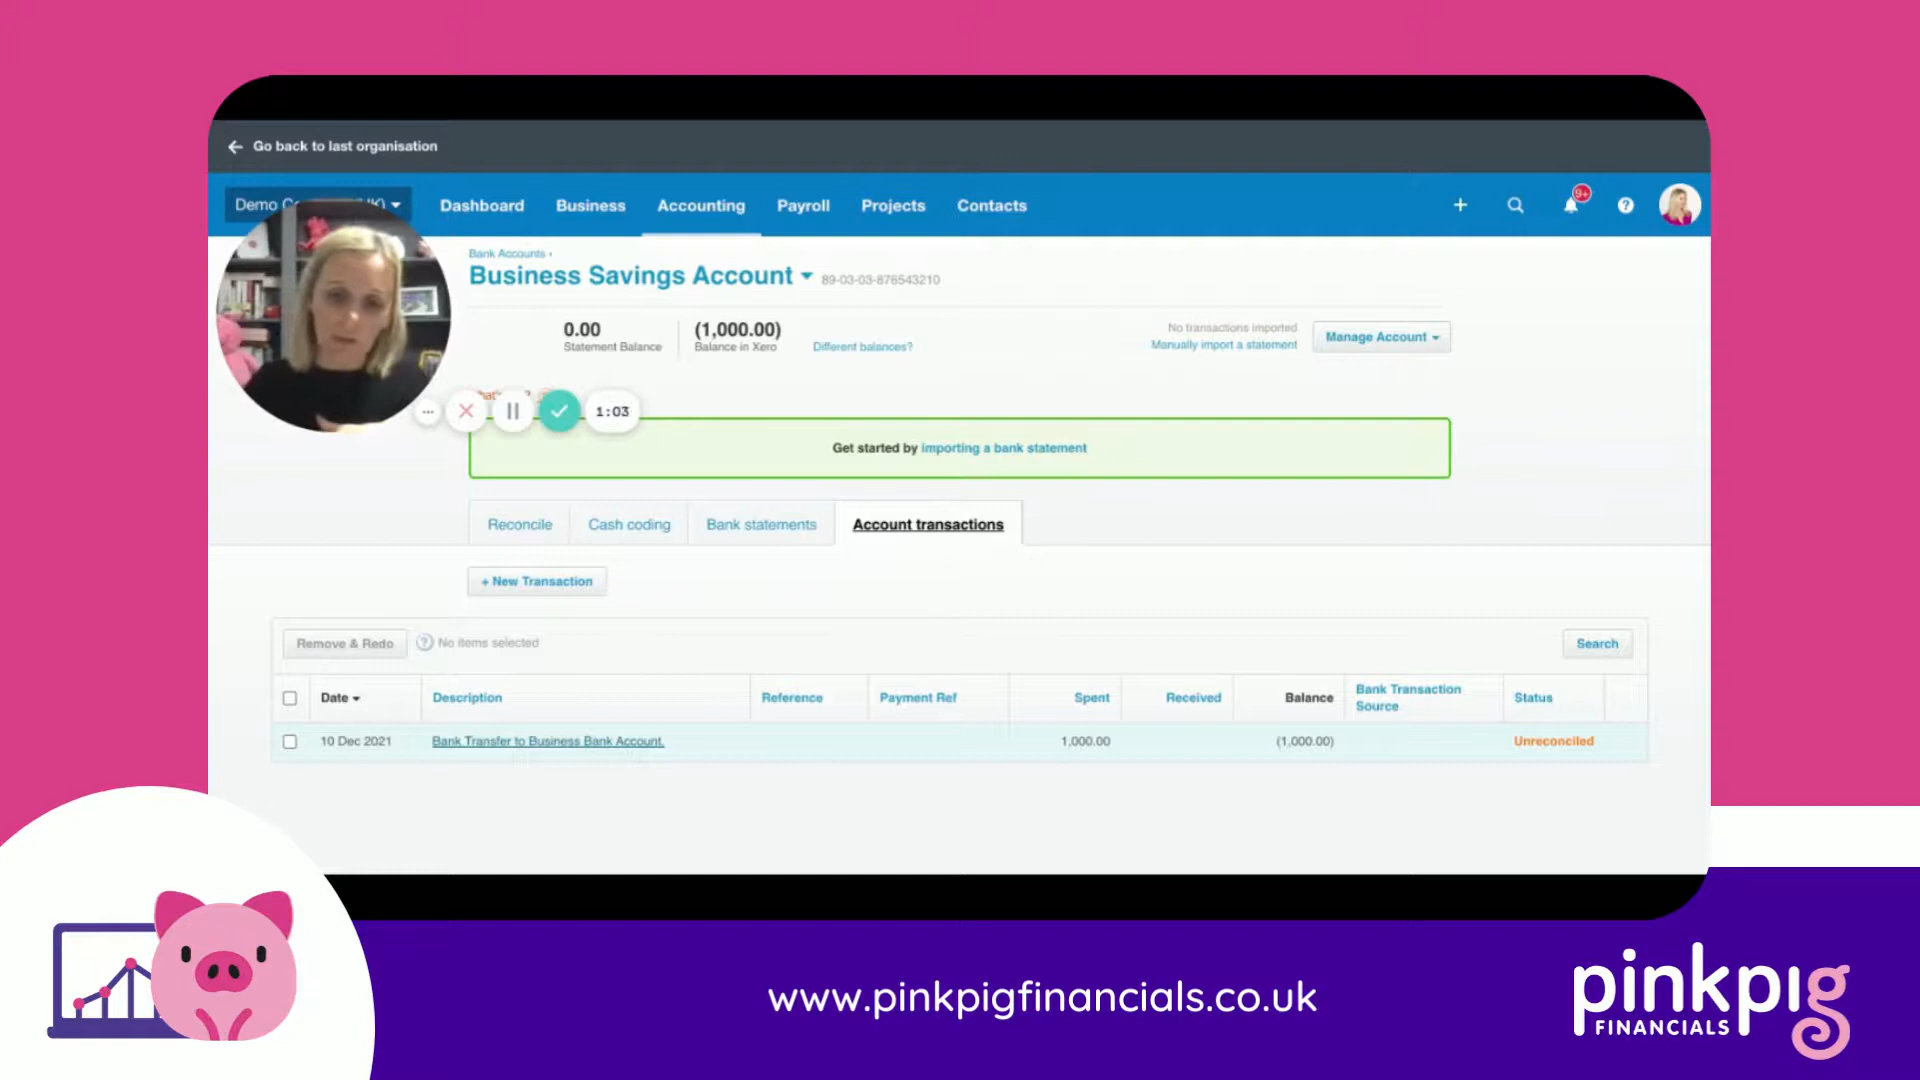 Go back to last organisation
Demo
Dashboard Business Accounting Payroll Projects Contacts
9+
Bank Accounts ›
Business Savings Account 89-03-03-876543210
0.00 (1,000.00)
Statement Balance Balance in Xero Different balances?
No transactions imported
Manually import a statement
Manage Account
1:03
Get started by importing a bank statement
Reconcile Cash coding Bank statements Account transactions
+ New Transaction
Remove & Redo ? No items selected Search
Date Description Reference Payment Ref Spent Received Balance Bank Transaction Source Status
10 Dec 2021 Bank Transfer to Business Bank Account. 1,000.00 (1,000.00) Unreconciled
www.pinkpigfinancials.co.uk
pinkpig
FINANCIALS